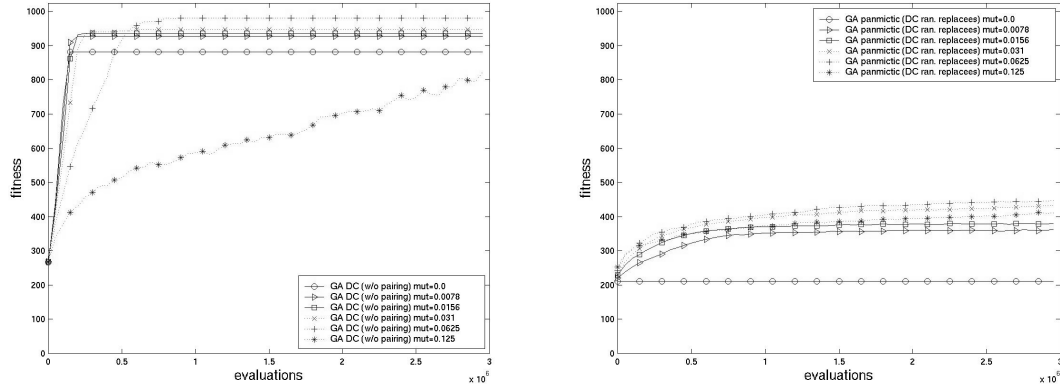 1000
900
800
700
600
500
400
300
200
100
0
fitness
0
0.5
1
1.5
2
2.5
3
evaluations
x 10^6
GA DC (w/o pairing) mut=0.0
GA DC (w/o pairing) mut=0.0078
GA DC (w/o pairing) mut=0.0156
GA DC (w/o pairing) mut=0.031
GA DC (w/o pairing) mut=0.0625
GA DC (w/o pairing) mut=0.125
1000
900
800
700
600
500
400
300
200
100
0
fitness
GA panmictic (DC ran. replacees) mut=0.0
GA panmictic (DC ran. replacees) mut=0.0078
GA panmictic (DC ran. replacees) mut=0.0156
GA panmictic (DC ran. replacees) mut=0.031
GA panmictic (DC ran. replacees) mut=0.0625
GA panmictic (DC ran. replacees) mut=0.125
0
0.5
1
1.5
2
2.5
3
evaluations
x 10^6